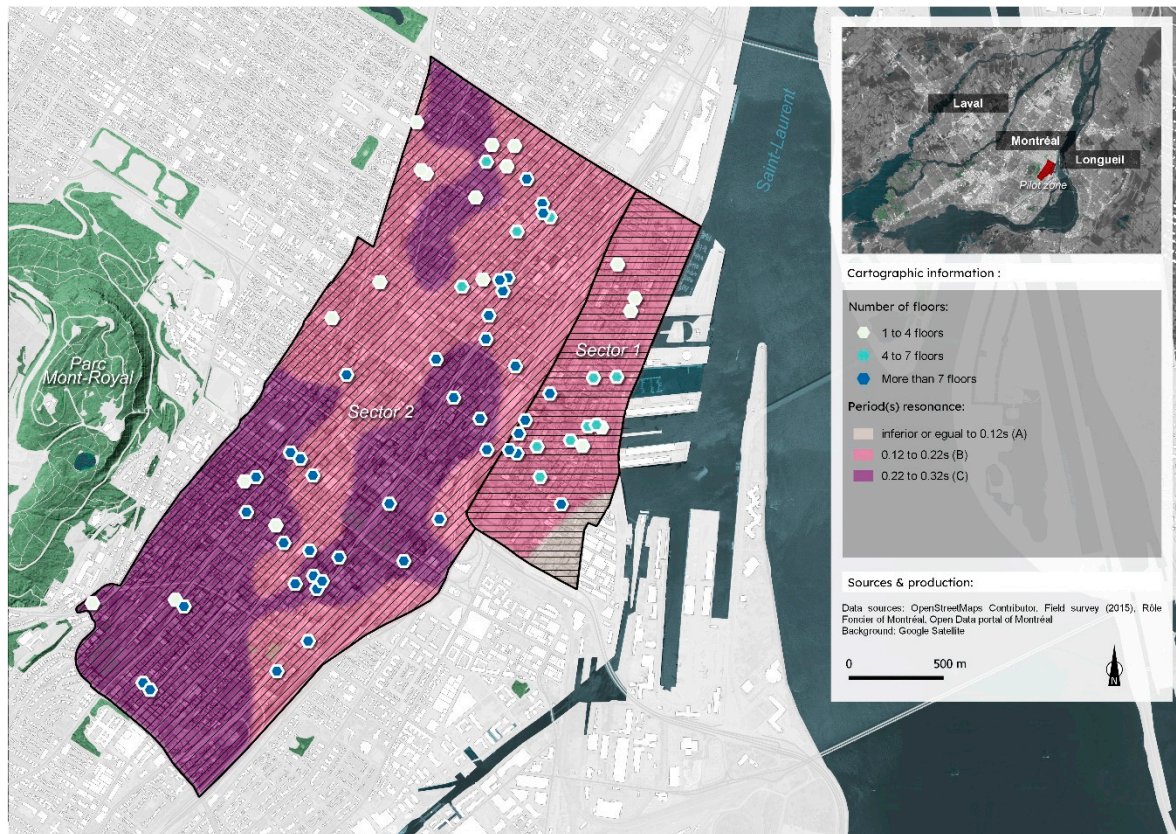 Saint-Laurent
Parc
Mont-Royal
Sector 1
Sector 2
Laval
Montréal
Longueil
Pilot zone
Cartographic information :
Number of floors:
1 to 4 floors
4 to 7 floors
More than 7 floors
Period(s) resonance:
inferior or egual to 0.12s (A)
0.12 to 0.22s (B)
0.22 to 0.32s (C)
Sources & production:
Data sources: OpenStreetMaps Contributor, Field survey (2015), Rôle
Foncier of Montréal, Open Data portal of Montréal
Background: Google Satellite
0 500 m
N